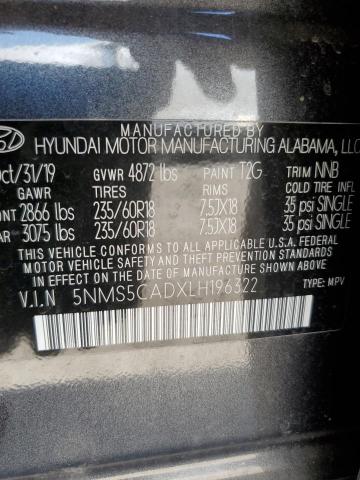 MANUFACTURED BY
HYUNDAI MOTOR MANUFACTURING ALABAMA, LLC
Oct/31/19 GVWR 4872 lbs PAINT T2G TRIM NNB
GAWR TIRES RIMS COLD TIRE INFL.
ONT 2866 lbs 235/60R18 7.5JX18 35 psi SINGLE
AR 3075 lbs 235/60R18 7.5JX18 35 psi SINGLE
THIS VEHICLE CONFORMS TO ALL APPLICABLE U.S.A. FEDERAL
MOTOR VEHICLE SAFETY AND THEFT PREVENTION STANDARDS
IN EFFECT ON THE DATE OF MANUFACTURE SHOWN ABOVE.
V.I.N 5NMS5CADXLH196322 TYPE: MPV